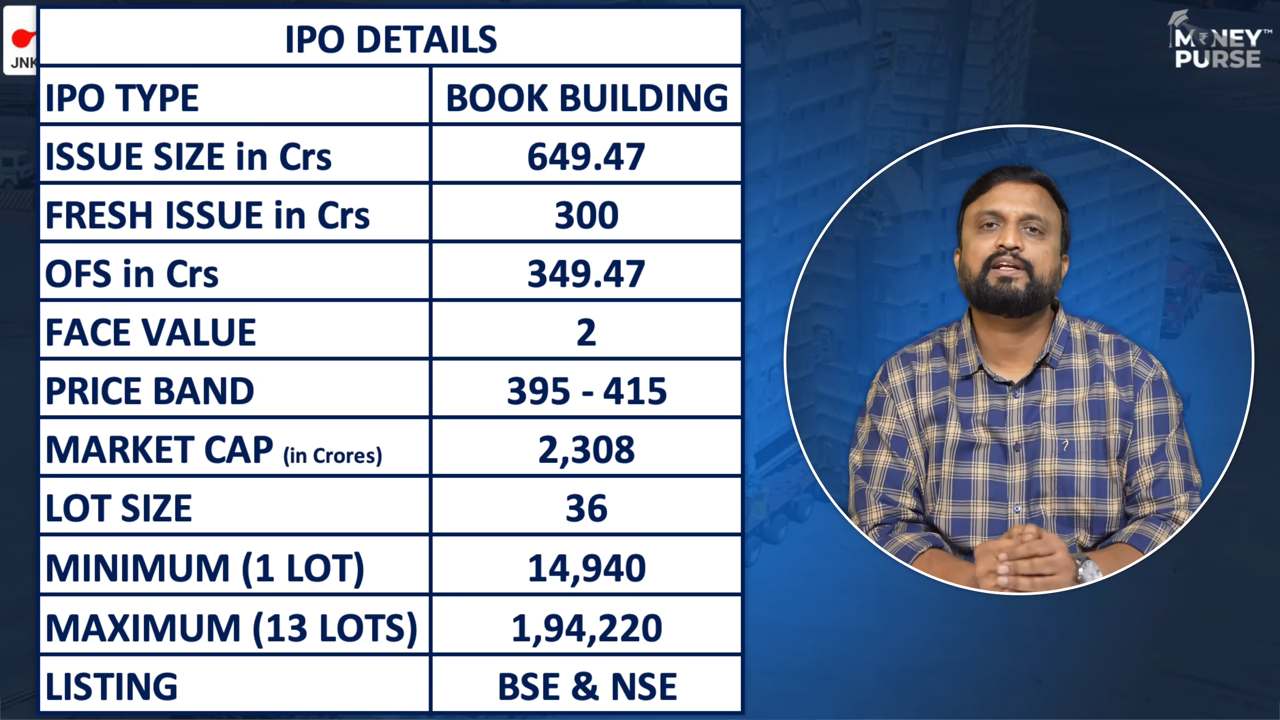 JNK
IPO DETAILS
IPO TYPE BOOK BUILDING
ISSUE SIZE in Crs 649.47
FRESH ISSUE in Crs 300
OFS in Crs 349.47
FACE VALUE 2
PRICE BAND 395 - 415
MARKET CAP (in Crores) 2,308
LOT SIZE 36
MINIMUM (1 LOT) 14,940
MAXIMUM (13 LOTS) 1,94,220
LISTING BSE & NSE
M₹NEY™
PURSE